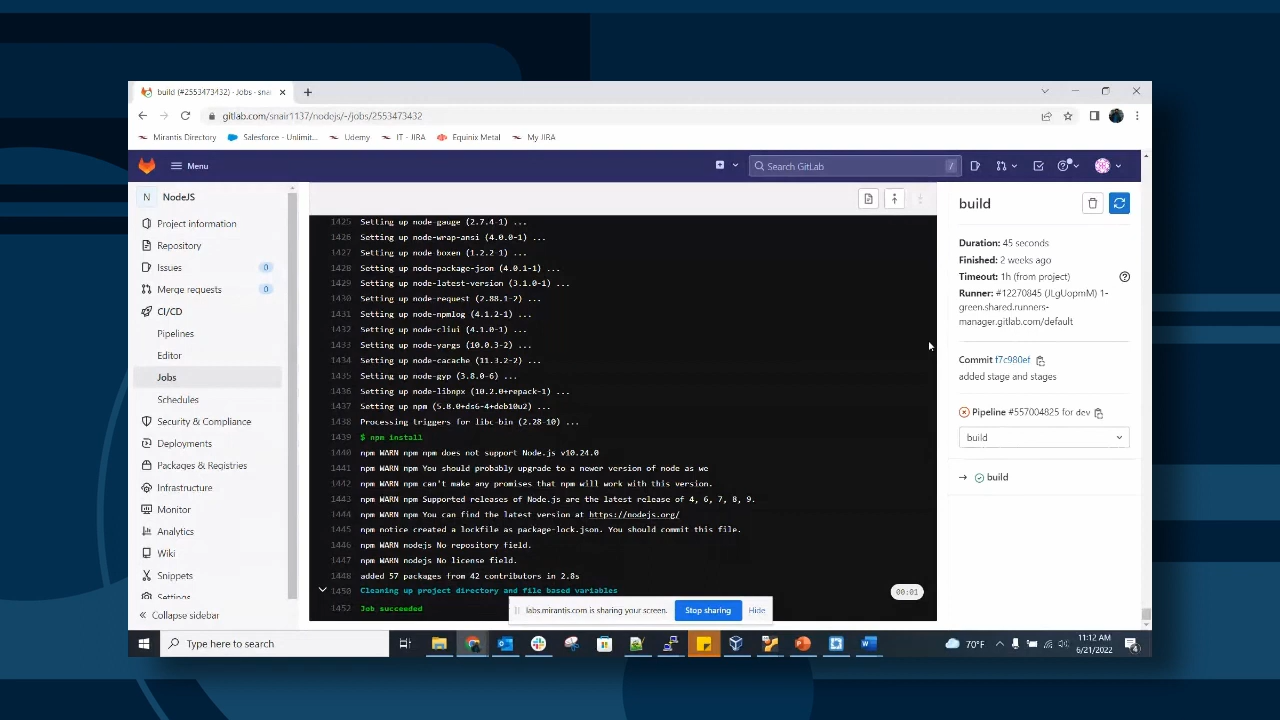 build (#2553473432) · Jobs · snai
gitlab.com/snair1137/nodejs/-/jobs/2553473432
Mirantis Directory
Salesforce - Unlimit...
Udemy
IT - JIRA
Equinix Metal
My JIRA
Menu
Search GitLab
/
N
NodeJS
Project information
Repository
Issues
0
Merge requests
0
CI/CD
Pipelines
Editor
Jobs
Schedules
Security & Compliance
Deployments
Packages & Registries
Infrastructure
Monitor
Analytics
Wiki
Snippets
Settings
Collapse sidebar
1425 Setting up node-gauge (2.7.4-1) ...
1426 Setting up node-wrap-ansi (4.0.0-1) ...
1427 Setting up node-boxen (1.2.2-1) ...
1428 Setting up node-package-json (4.0.1-1) ...
1429 Setting up node-latest-version (3.1.0-1) ...
1430 Setting up node-request (2.88.1-2) ...
1431 Setting up node-npmlog (4.1.2-1) ...
1432 Setting up node-cliui (4.1.0-1) ...
1433 Setting up node-yargs (10.0.3-2) ...
1434 Setting up node-cacache (11.3.2-2) ...
1435 Setting up node-gyp (3.8.0-6) ...
1436 Setting up node-libnpx (10.2.0+repack-1) ...
1437 Setting up npm (5.8.0+ds6-4+deb10u2) ...
1438 Processing triggers for libc-bin (2.28-10) ...
1439 $ npm install
1440 npm WARN npm npm does not support Node.js v10.24.0
1441 npm WARN npm You should probably upgrade to a newer version of node as we
1442 npm WARN npm can't make any promises that npm will work with this version.
1443 npm WARN npm Supported releases of Node.js are the latest release of 4, 6, 7, 8, 9.
1444 npm WARN npm You can find the latest version at https://nodejs.org/
1445 npm notice created a lockfile as package-lock.json. You should commit this file.
1446 npm WARN nodejs No repository field.
1447 npm WARN nodejs No license field.
1448 added 57 packages from 42 contributors in 2.8s
1450 Cleaning up project directory and file based variables
00:01
1452 Job succeeded
build
Duration: 45 seconds
Finished: 2 weeks ago
Timeout: 1h (from project)
Runner: #12270845 (JLgUopmM) 1-
green.shared.runners-
manager.gitlab.com/default
Commit f7c980ef
added stage and stages
Pipeline #557004825 for dev
build
build
labs.mirantis.com is sharing your screen.
Stop sharing
Hide
Type here to search
70°F
11:12 AM
6/21/2022
4